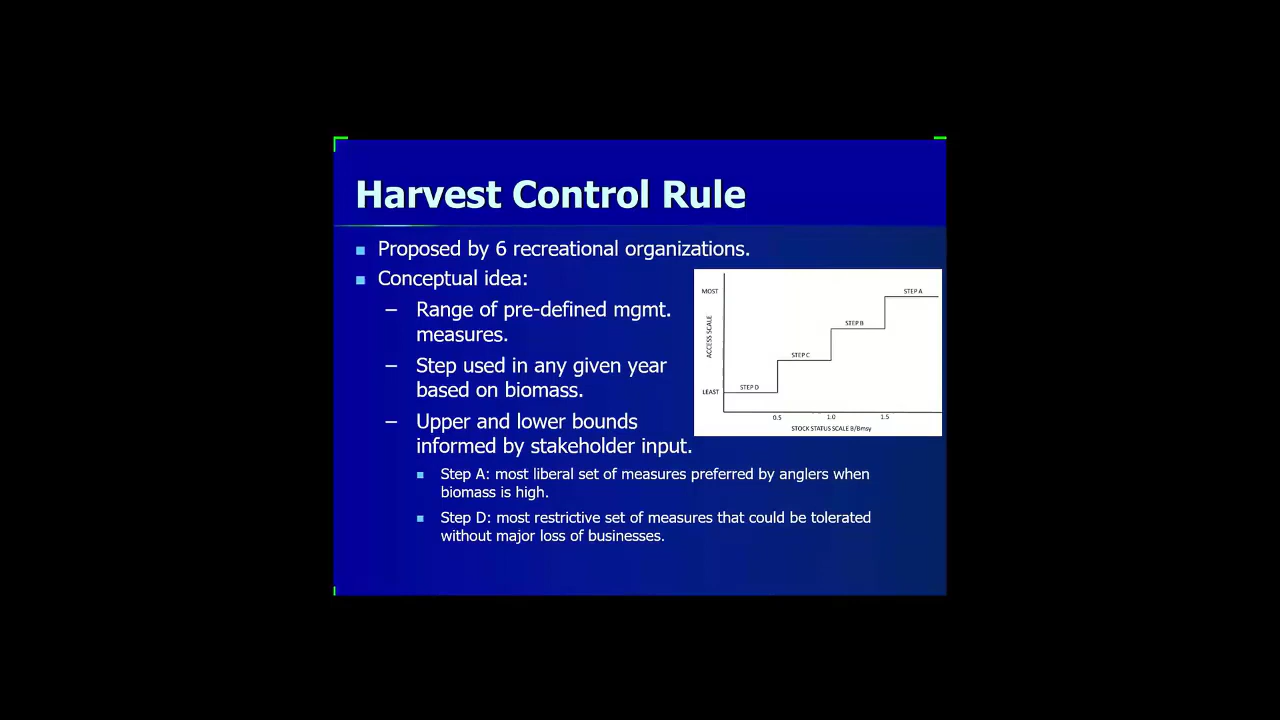 Harvest Control Rule
Proposed by 6 recreational organizations.
Conceptual idea:
– Range of pre-defined mgmt.
measures.
– Step used in any given year
based on biomass.
– Upper and lower bounds
informed by stakeholder input.
Step A: most liberal set of measures preferred by anglers when
biomass is high.
Step D: most restrictive set of measures that could be tolerated
without major loss of businesses.
MOST
STEP A
STEP B
ACCESS SCALE
STEP C
LEAST
STEP D
0.5 1.0 1.5
STOCK STATUS SCALE B/Bmsy